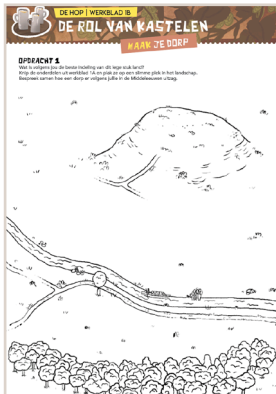 DE HOP | WERKBLAD 1B
DE ROL VAN KASTELEN
MAAK JE DORP
OPDRACHT 1
Wat is volgens jou de beste indeling van dit lege stuk land?
Knip de onderdelen uit werkblad 1A en plak ze op een slimme plek in het landschap.
Bespreek samen hoe een dorp er volgens jullie in de Middeleeuwen uitzag.